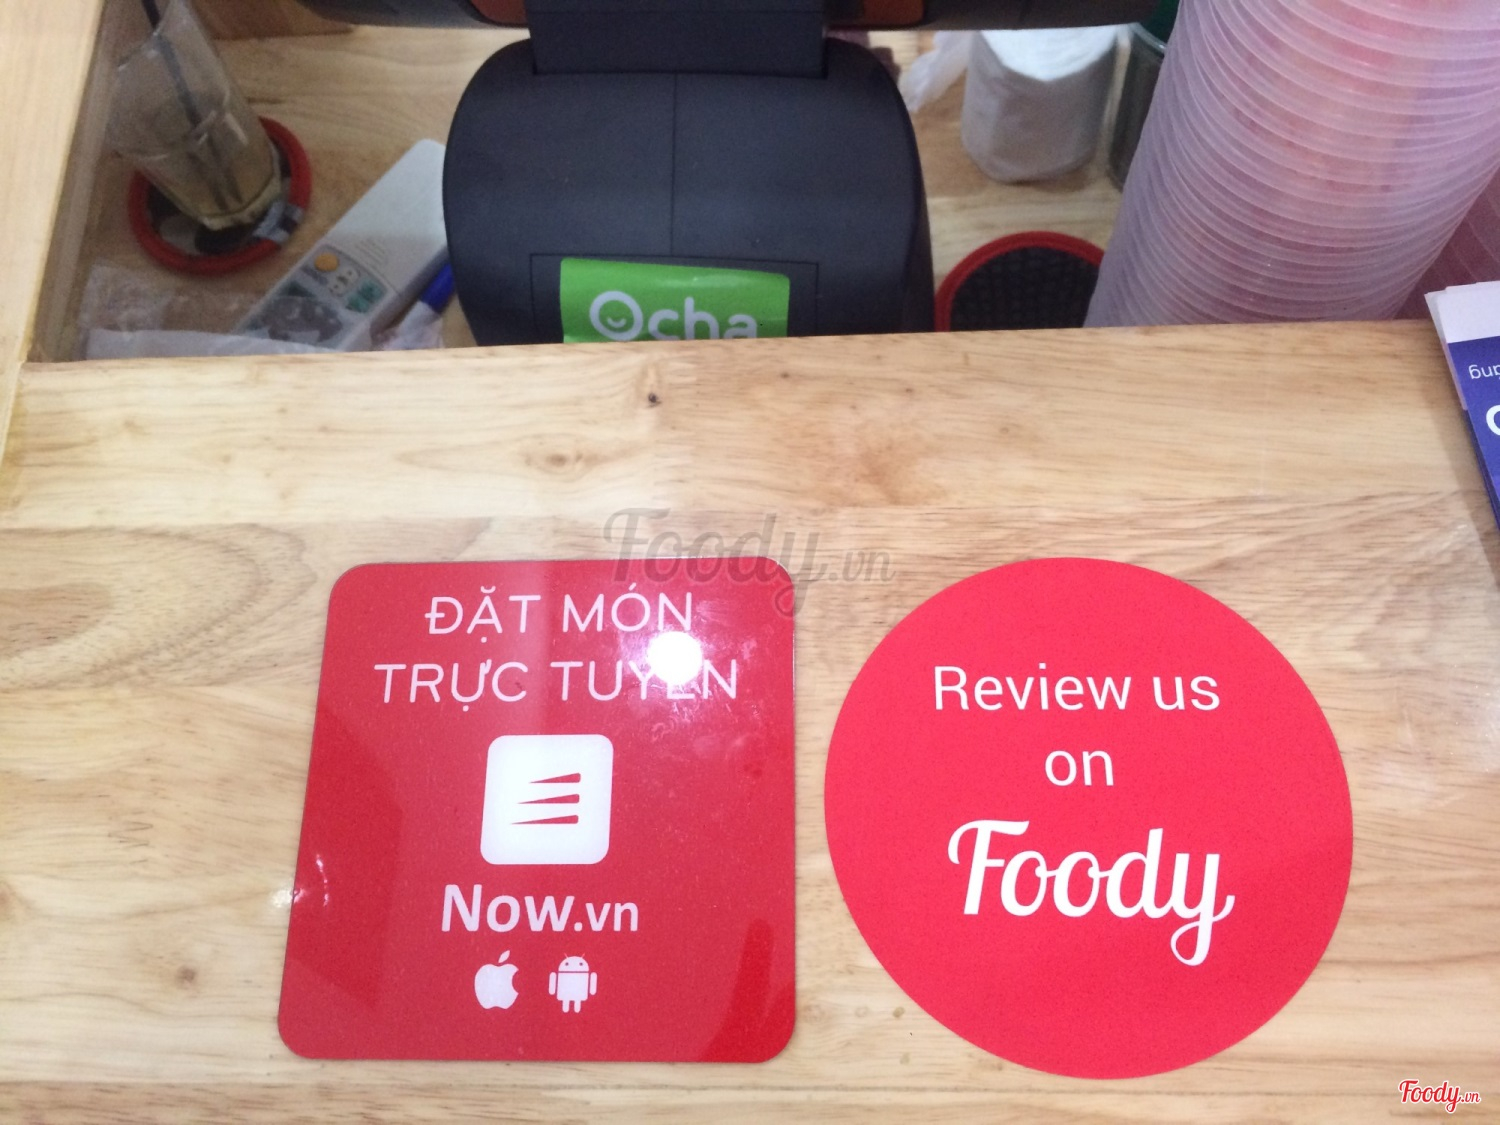 Ocha
Foody.vn
ĐẶT MÓN
TRỰC TUYẾN
Now.vn
Review us
on
Foody
Foody.vn